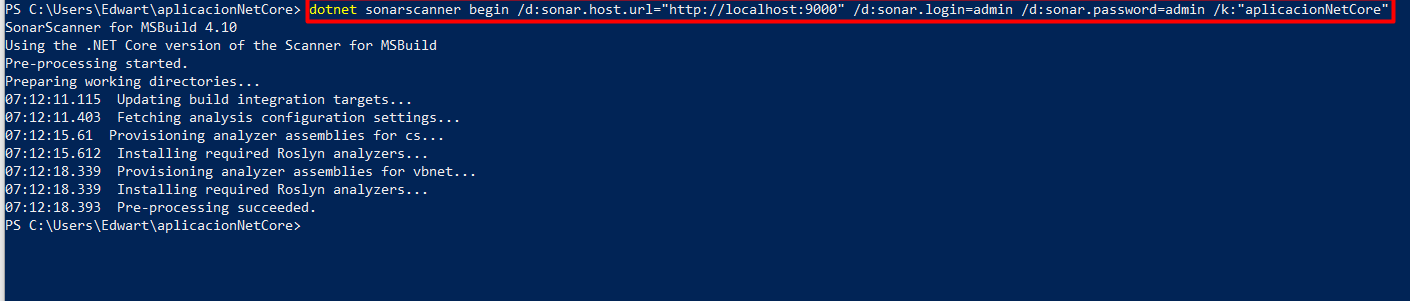 PS C:\Users\Edwart\aplicacionNetCore> dotnet sonarscanner begin /d:sonar.host.url="http://localhost:9000" /d:sonar.login=admin /d:sonar.password=admin /k:"aplicacionNetCore"
SonarScanner for MSBuild 4.10
Using the .NET Core version of the Scanner for MSBuild
Pre-processing started.
Preparing working directories...
07:12:11.115  Updating build integration targets...
07:12:11.403  Fetching analysis configuration settings...
07:12:15.61  Provisioning analyzer assemblies for cs...
07:12:15.612  Installing required Roslyn analyzers...
07:12:18.339  Provisioning analyzer assemblies for vbnet...
07:12:18.339  Installing required Roslyn analyzers...
07:12:18.393  Pre-processing succeeded.
PS C:\Users\Edwart\aplicacionNetCore>